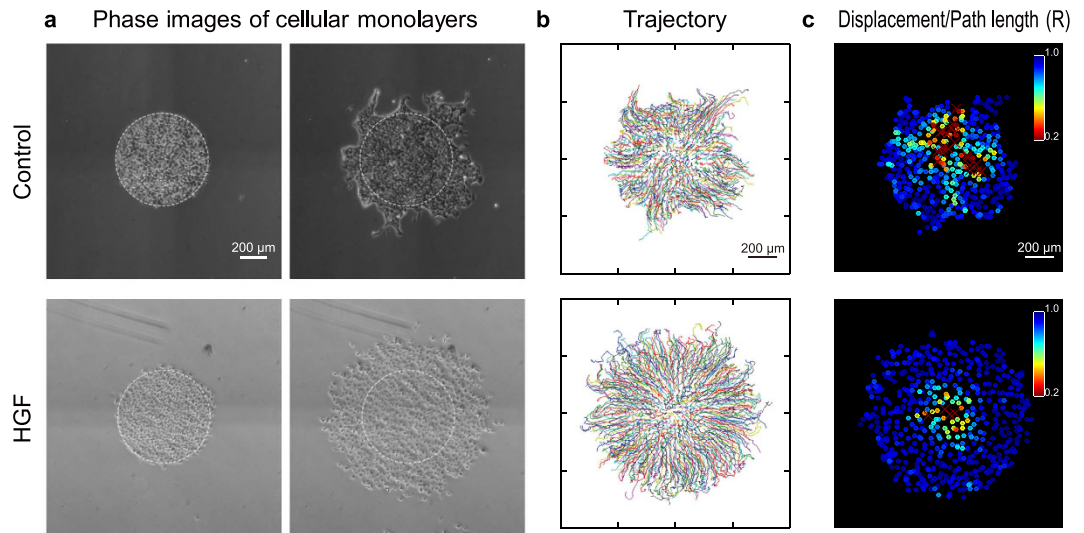 a Phase images of cellular monolayers
b Trajectory
c Displacement/Path length (R)
Control
200 µm
200 µm
1.0
0.2
200 µm
HGF
1.0
0.2